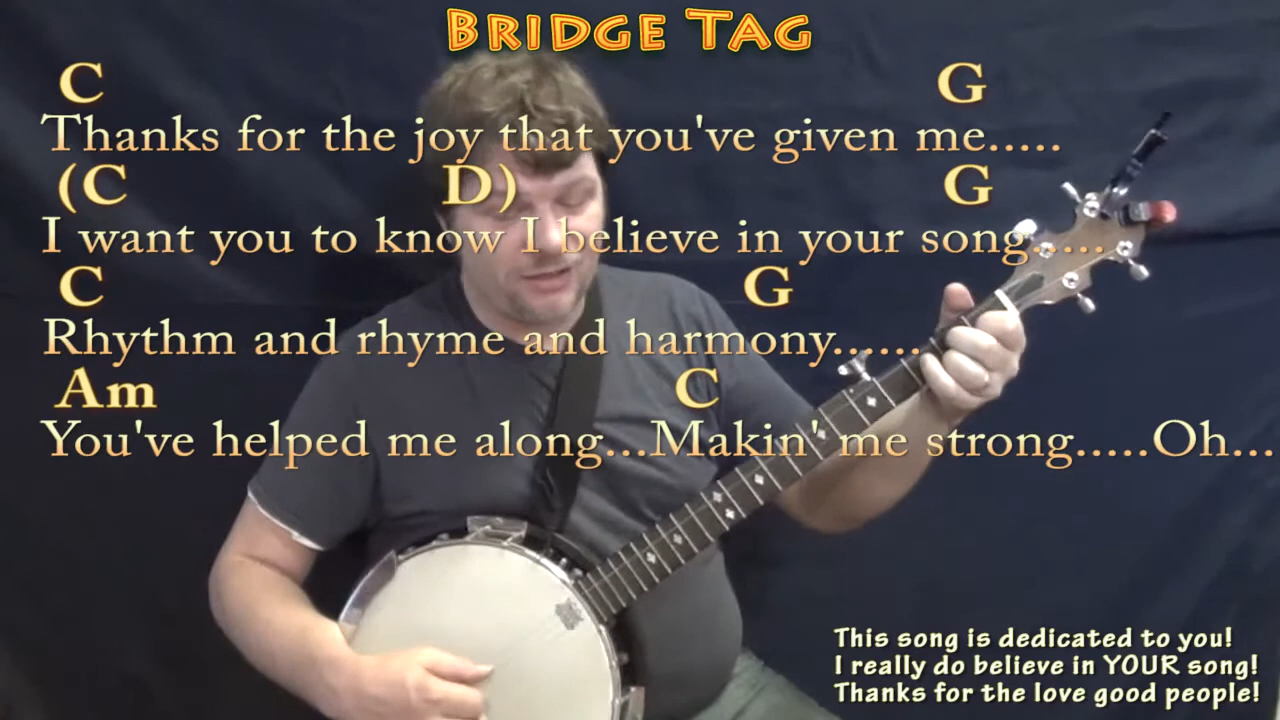 BRIDGE TAG
C G
Thanks for the joy that you've given me.....
(C D) G
I want you to know I believe in your song.....
C G
Rhythm and rhyme and harmony......
Am C
You've helped me along...Makin' me strong.....Oh...
This song is dedicated to you!
I really do believe in YOUR song!
Thanks for the love good people!